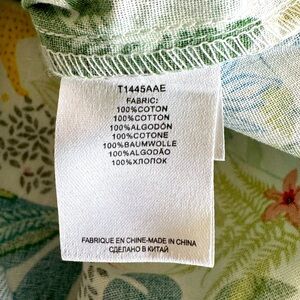 T1445AAE
FABRIC:
100%COTON
100%COTTON
100%ALGODÓN
100%COTONE
100%BAUMWOLLE
100%ALGODÃO
100%ХЛОПОК
FABRIQUE EN CHINE-MADE IN CHINA
СДЕЛАНО В КИТАЙ